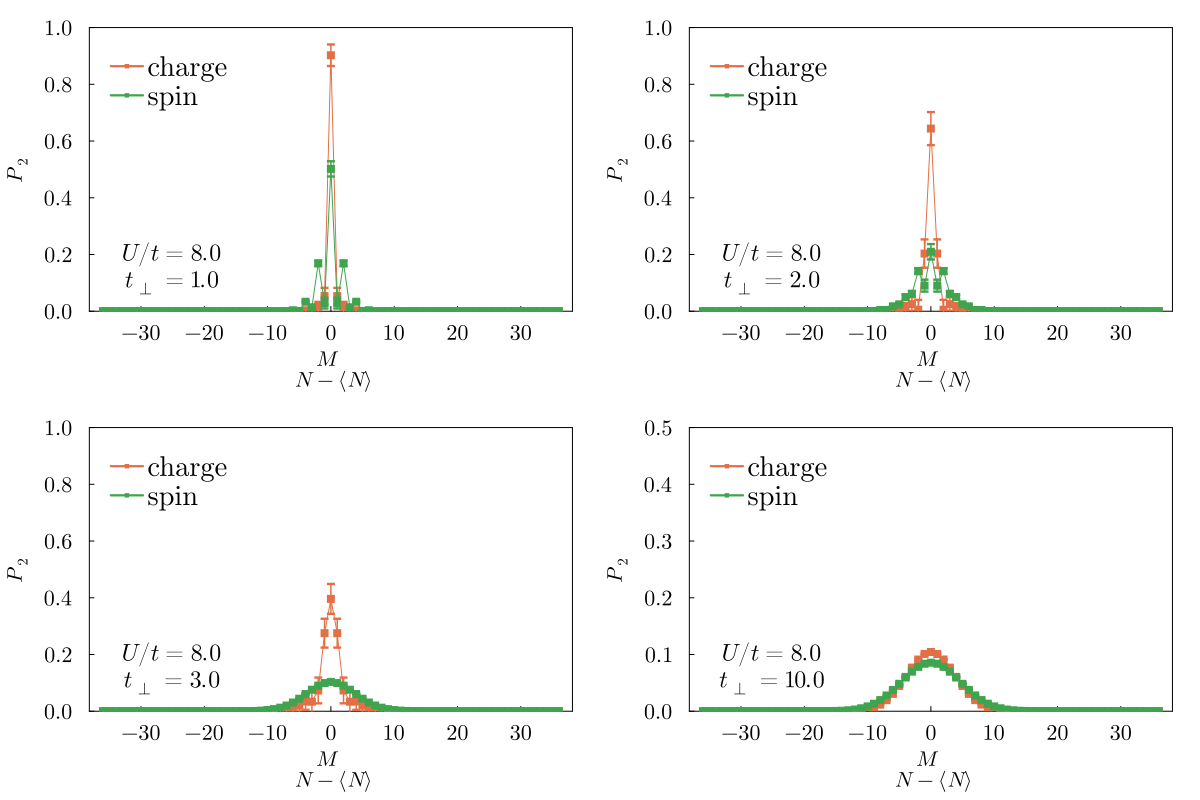 1.0
0.8
0.6
0.4
0.2
0.0
P₂
charge
spin
U/t = 8.0
t⊥ = 1.0
−30 −20 −10 0 10 20 30
M
N − ⟨N⟩
1.0
0.8
0.6
0.4
0.2
0.0
P₂
charge
spin
U/t = 8.0
t⊥ = 2.0
−30 −20 −10 0 10 20 30
M
N − ⟨N⟩
1.0
0.8
0.6
0.4
0.2
0.0
P₂
charge
spin
U/t = 8.0
t⊥ = 3.0
−30 −20 −10 0 10 20 30
M
N − ⟨N⟩
0.5
0.4
0.3
0.2
0.1
0.0
P₂
charge
spin
U/t = 8.0
t⊥ = 10.0
−30 −20 −10 0 10 20 30
M
N − ⟨N⟩